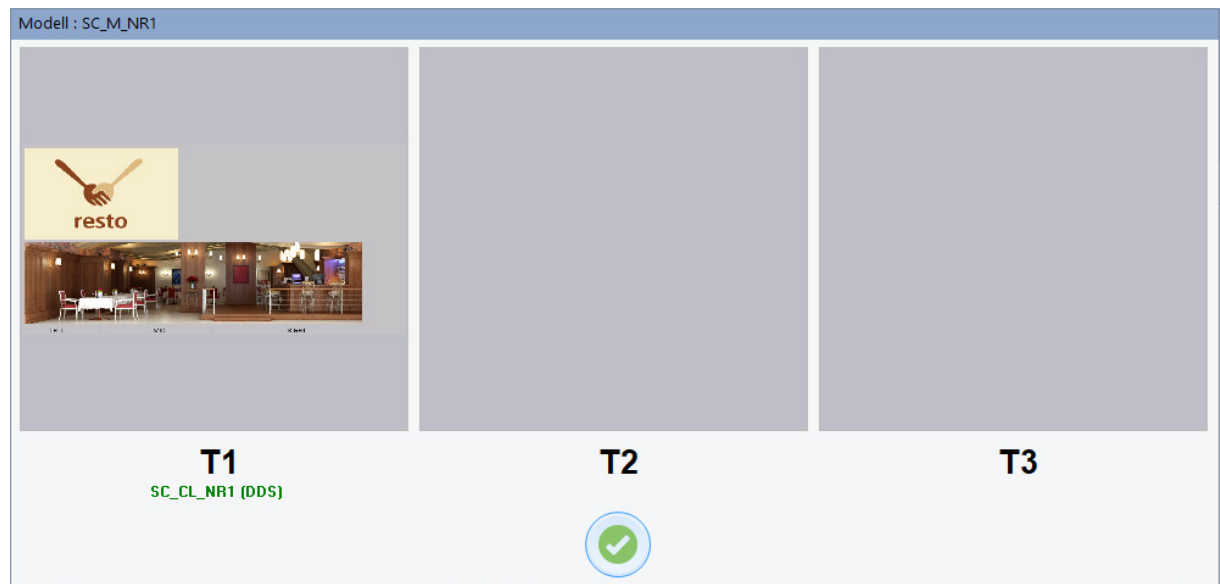 Modell : SC_M_NR1
resto
T1
T2
T3
SC_CL_NR1 (DDS)